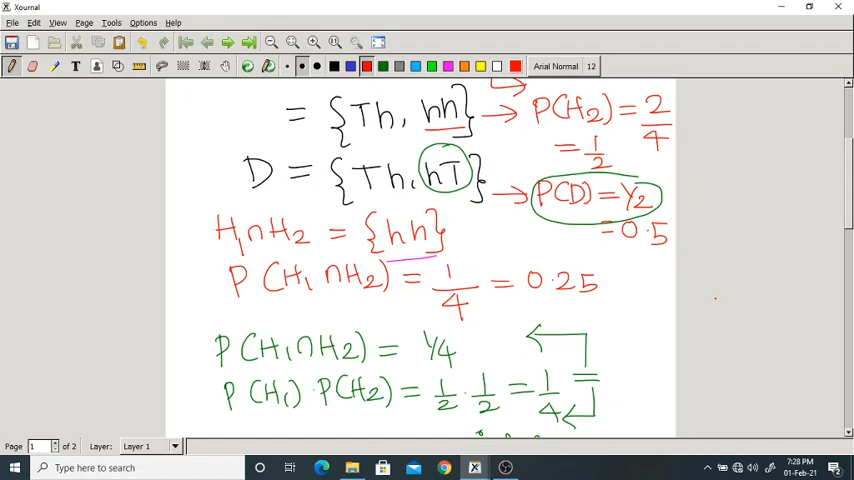 Xournal
File Edit View Page Tools Options Help
Arial Normal 12
= {Th, hh} → P(H2) = 2/4
= 1/2
D = {Th, hT} → P(D) = 1/2
= 0.5
H1∩H2 = {hh}
P(H1∩H2) = 1/4 = 0.25
P(H1∩H2) = 1/4
P(H1)·P(H2) = 1/2 · 1/2 = 1/4 =
Page 1 of 2 Layer: Layer 1
Type here to search
7:28 PM
01-Feb-21